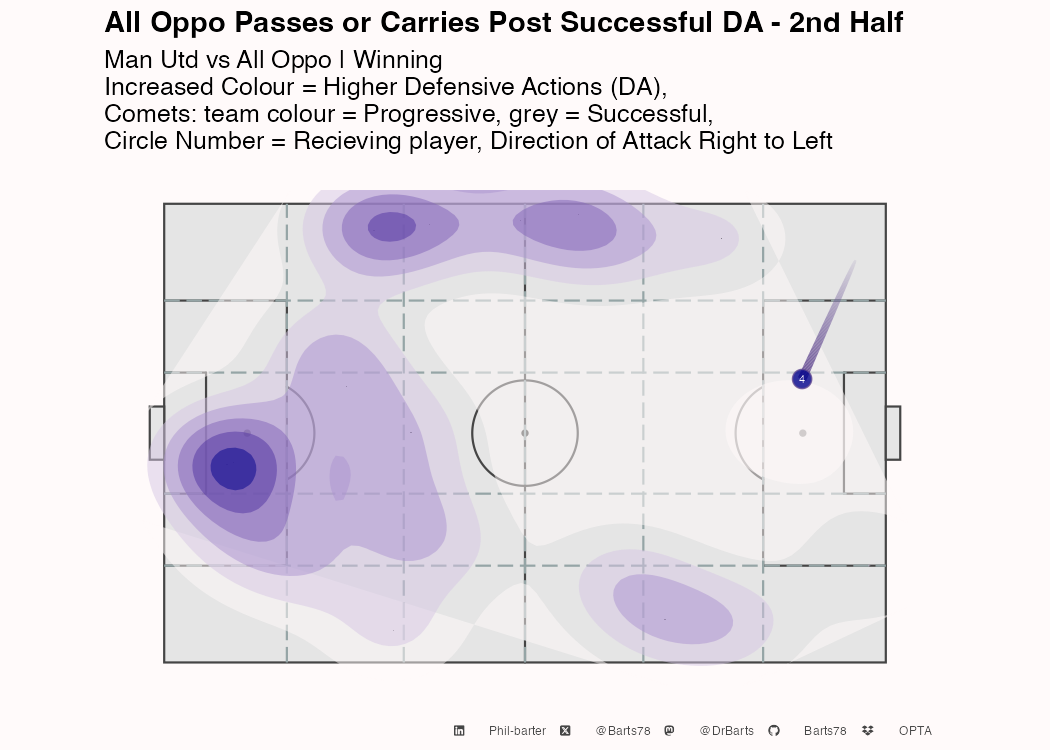 All Oppo Passes or Carries Post Successful DA - 2nd Half
Man Utd vs All Oppo | Winning
Increased Colour = Higher Defensive Actions (DA),
Comets: team colour = Progressive, grey = Successful,
Circle Number = Recieving player, Direction of Attack Right to Left
4
Phil-barter @Barts78 @DrBarts Barts78 OPTA